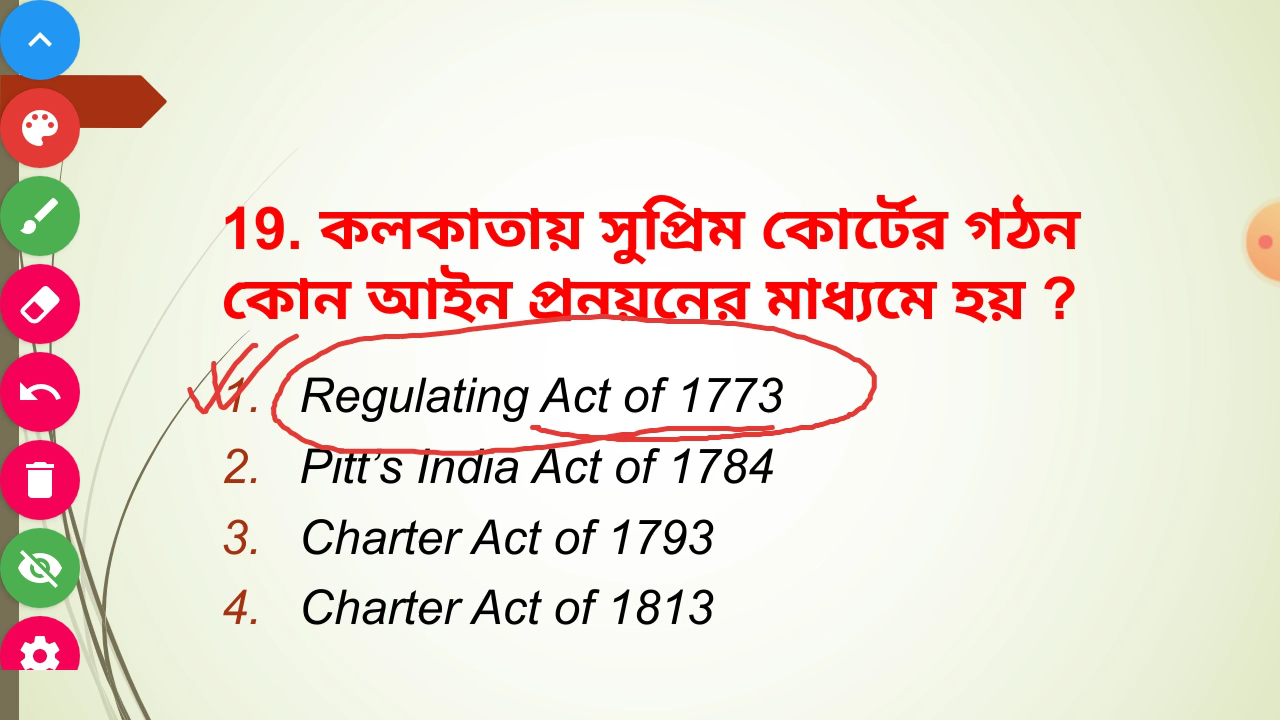 19. কলকাতায় সুপ্রিম কোর্টের গঠন
কোন আইন প্রনয়নের মাধ্যমে হয় ?
1. Regulating Act of 1773
2. Pitt’s India Act of 1784
3. Charter Act of 1793
4. Charter Act of 1813